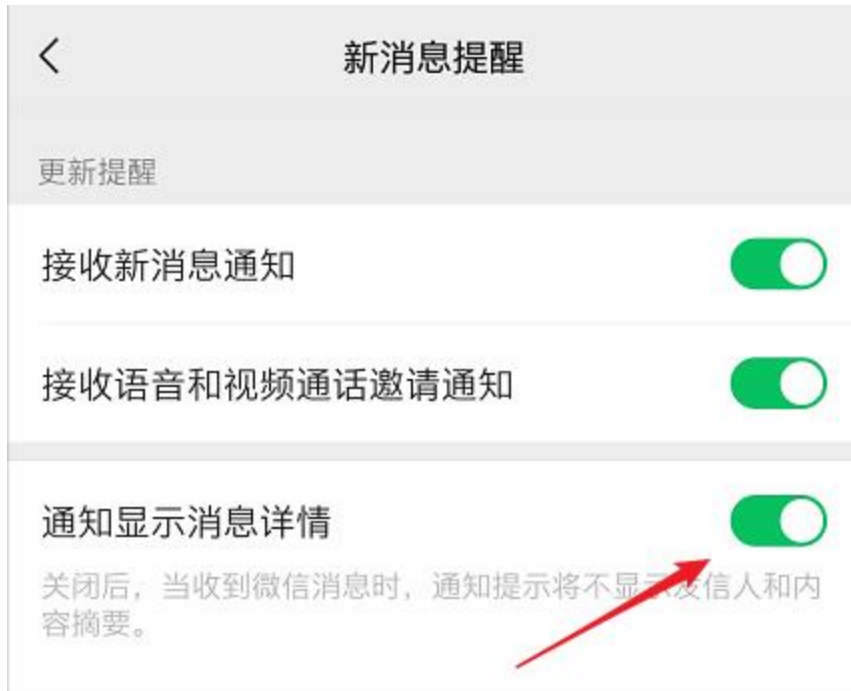 新消息提醒
更新提醒
接收新消息通知
接收语音和视频通话邀请通知
通知显示消息详情
关闭后，当收到微信消息时，通知提示将不显示发信人和内
容摘要。